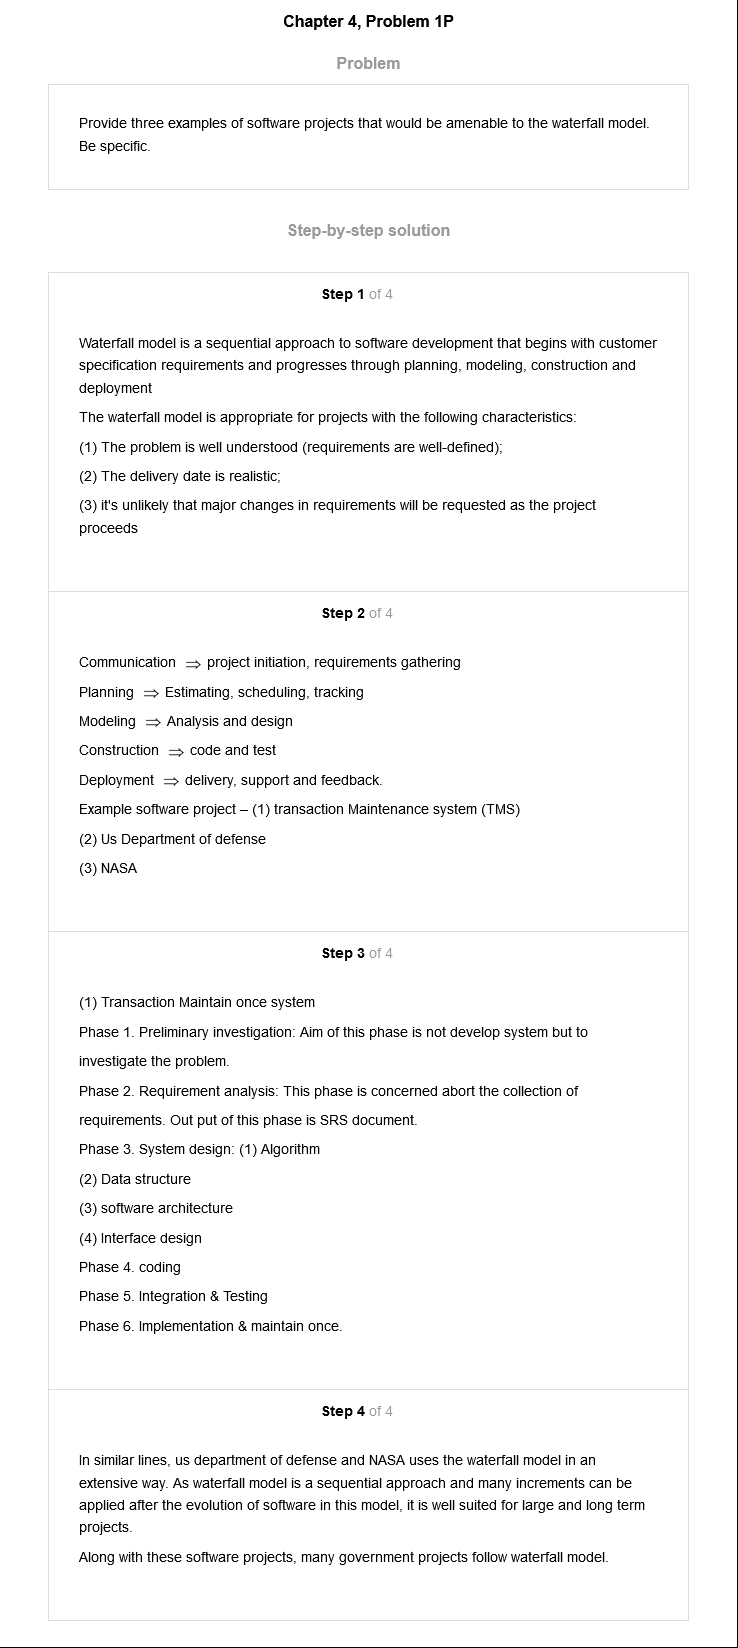 Chapter 4, Problem 1P
Problem
Provide three examples of software projects that would be amenable to the waterfall model.
Be specific.
Step-by-step solution
Step 1 of 4
Waterfall model is a sequential approach to software development that begins with customer
specification requirements and progresses through planning, modeling, construction and
deployment
The waterfall model is appropriate for projects with the following characteristics:
(1) The problem is well understood (requirements are well-defined);
(2) The delivery date is realistic;
(3) it's unlikely that major changes in requirements will be requested as the project
proceeds
Step 2 of 4
Communication ⇒ project initiation, requirements gathering
Planning ⇒ Estimating, scheduling, tracking
Modeling ⇒ Analysis and design
Construction ⇒ code and test
Deployment ⇒ delivery, support and feedback.
Example software project – (1) transaction Maintenance system (TMS)
(2) Us Department of defense
(3) NASA
Step 3 of 4
(1) Transaction Maintain once system
Phase 1. Preliminary investigation: Aim of this phase is not develop system but to
investigate the problem.
Phase 2. Requirement analysis: This phase is concerned abort the collection of
requirements. Out put of this phase is SRS document.
Phase 3. System design: (1) Algorithm
(2) Data structure
(3) software architecture
(4) Interface design
Phase 4. coding
Phase 5. Integration & Testing
Phase 6. Implementation & maintain once.
Step 4 of 4
In similar lines, us department of defense and NASA uses the waterfall model in an
extensive way. As waterfall model is a sequential approach and many increments can be
applied after the evolution of software in this model, it is well suited for large and long term
projects.
Along with these software projects, many government projects follow waterfall model.